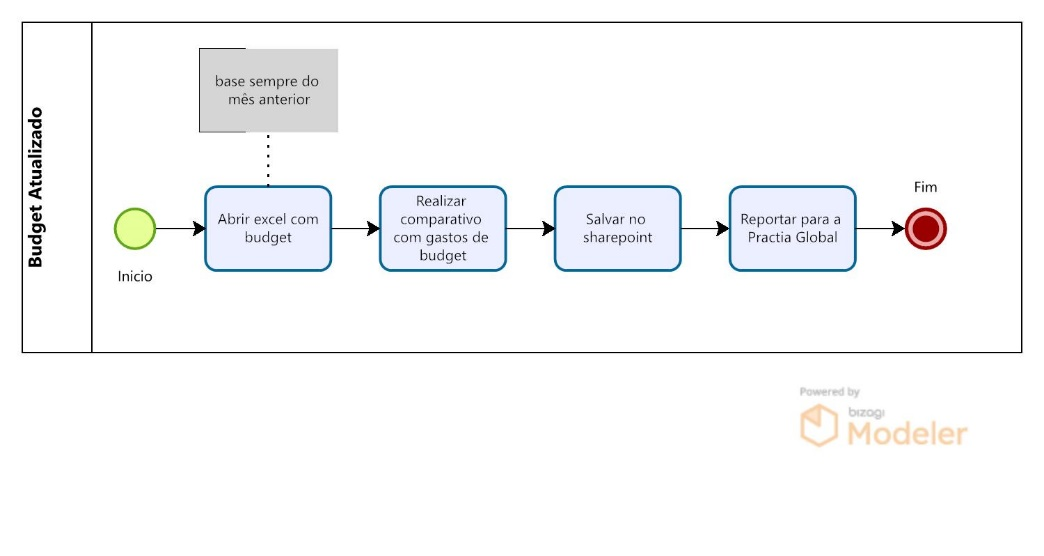 Budget Atualizado
base sempre do
mês anterior
Inicio
Abrir excel com
budget
Realizar
comparativo
com gastos de
budget
Salvar no
sharepoint
Reportar para a
Practia Global
Fim
Powered by
bizagi
Modeler